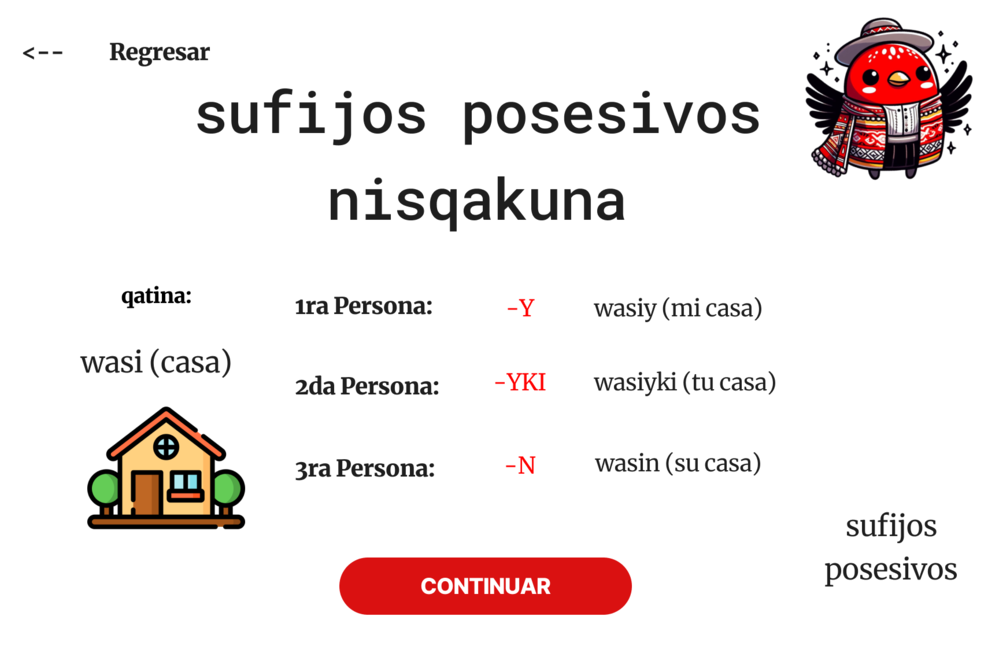 <-- Regresar
sufijos posesivos
nisqakuna
qatina:
wasi (casa)
1ra Persona: -Y wasiy (mi casa)
2da Persona: -YKI wasiyki (tu casa)
3ra Persona: -N wasin (su casa)
sufijos
posesivos
CONTINUAR